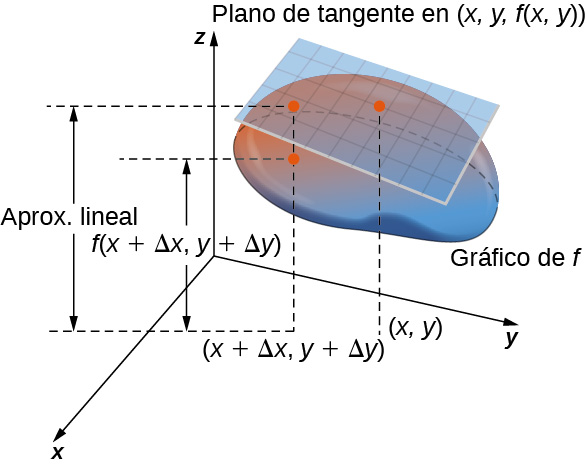 Plano de tangente en (x, y, f(x, y))
z
Aprox. lineal
f(x + Δx, y + Δy)
Gráfico de f
(x, y)
y
(x + Δx, y + Δy)
x